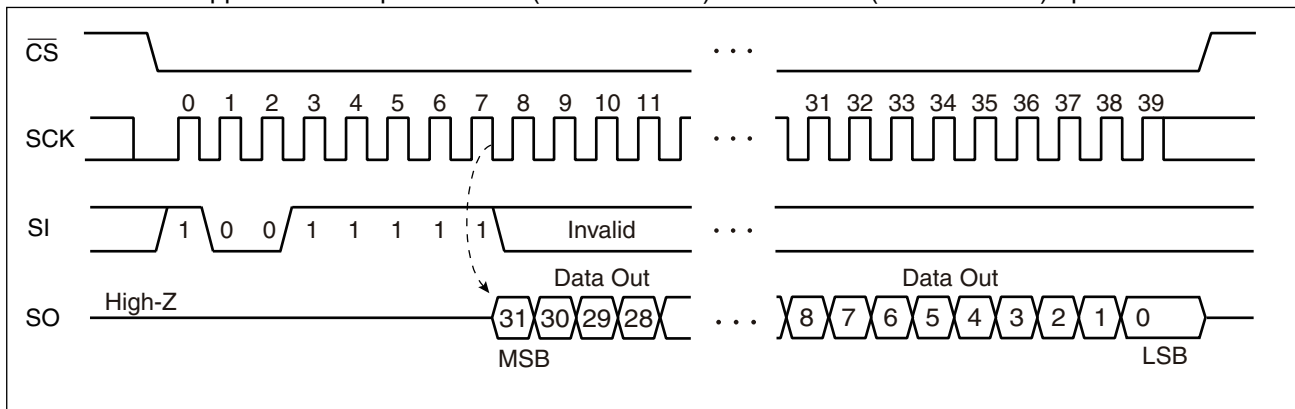 CS
0 1 2 3 4 5 6 7 8 9 10 11 31 32 33 34 35 36 37 38 39
SCK
· · ·
· · ·
SI 1 0 0 1 1 1 1 1 Invalid · · ·
Data Out Data Out
High-Z
SO 31 30 29 28 · · · 8 7 6 5 4 3 2 1 0
MSB LSB